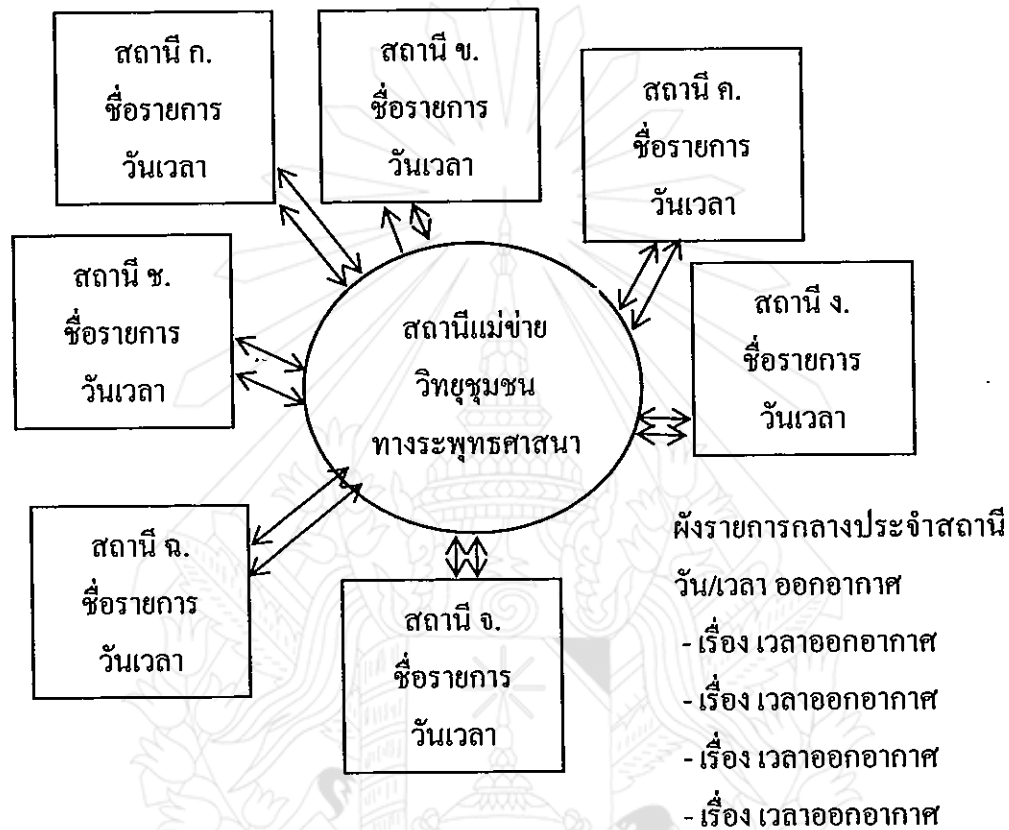 สถานี ก.
ชื่อรายการ
วันเวลา
สถานี ข.
ชื่อรายการ
วันเวลา
สถานี ค.
ชื่อรายการ
วันเวลา
สถานี ช.
ชื่อรายการ
วันเวลา
สถานีแม่ข่าย
วิทยุชุมชน
ทางระพุทธศาสนา
สถานี ง.
ชื่อรายการ
วันเวลา
สถานี ฉ.
ชื่อรายการ
วันเวลา
สถานี จ.
ชื่อรายการ
วันเวลา
ผังรายการกลางประจำสถานี
วัน/เวลา ออกอากาศ
- เรื่อง เวลาออกอากาศ
- เรื่อง เวลาออกอากาศ
- เรื่อง เวลาออกอากาศ
- เรื่อง เวลาออกอากาศ